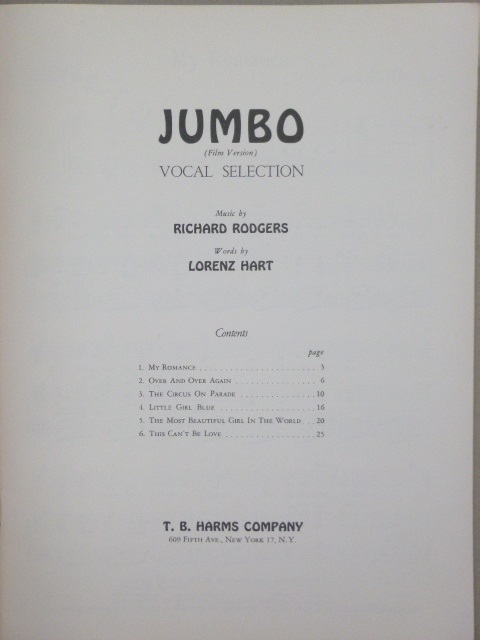 JUMBO
(Film Version)
VOCAL SELECTION
Music by
RICHARD RODGERS
Words by
LORENZ HART
Contents
page
1. My Romance . . . . . . . . . . . . . . . . . . . . . . . 3
2. Over And Over Again . . . . . . . . . . . . . . . . 6
3. The Circus On Parade . . . . . . . . . . . . . . . 10
4. Little Girl Blue . . . . . . . . . . . . . . . . . . . 16
5. The Most Beautiful Girl In The World . . 20
6. This Can't Be Love . . . . . . . . . . . . . . . . . 25
T. B. HARMS COMPANY
609 Fifth Ave., New York 17, N.Y.